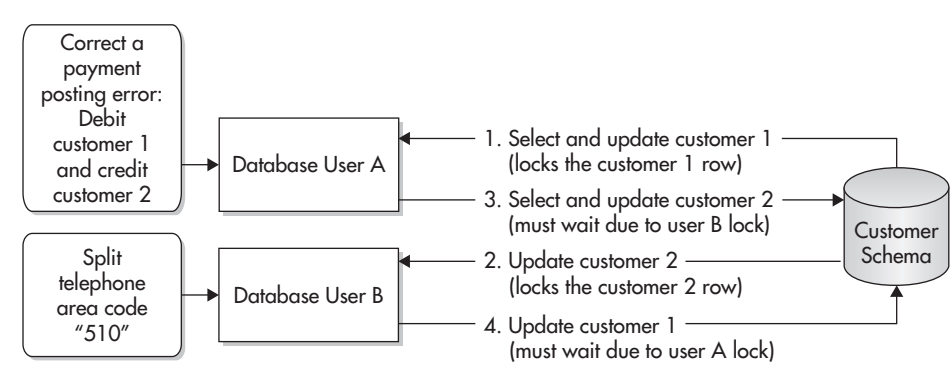 Correct a
payment
posting error:
Debit
customer 1
and credit
customer 2
Database User A
1. Select and update customer 1
(locks the customer 1 row)
3. Select and update customer 2
(must wait due to user B lock)
Customer
Schema
Split
telephone
area code
“510”
Database User B
2. Update customer 2
(locks the customer 2 row)
4. Update customer 1
(must wait due to user A lock)